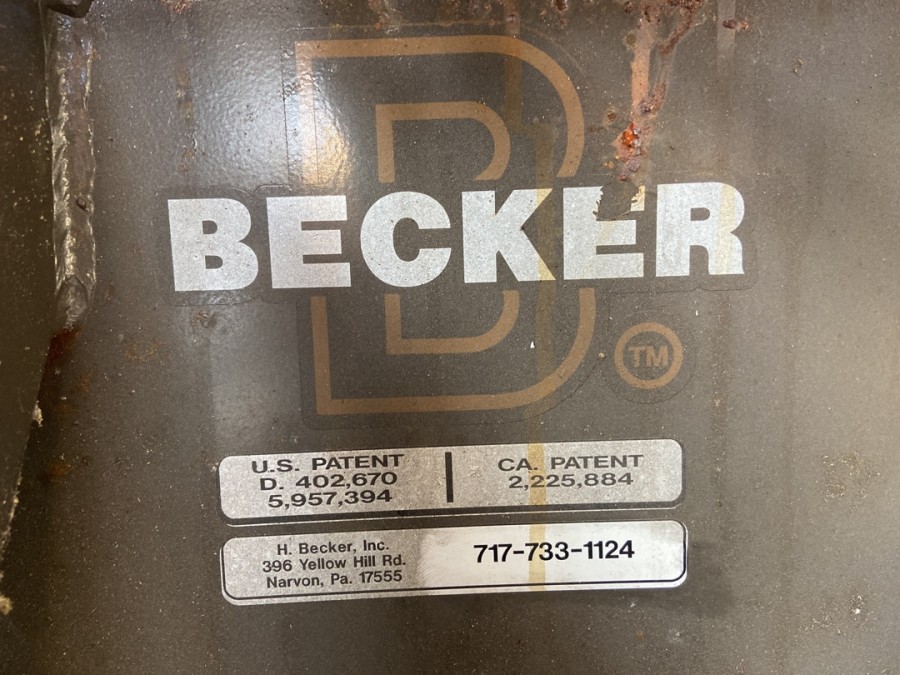 B
BECKER
TM
U.S. PATENT
D. 402,670
5,957,394
CA. PATENT
2,225,884
H. Becker, Inc.
396 Yellow Hill Rd.
Narvon, Pa. 17555
717-733-1124